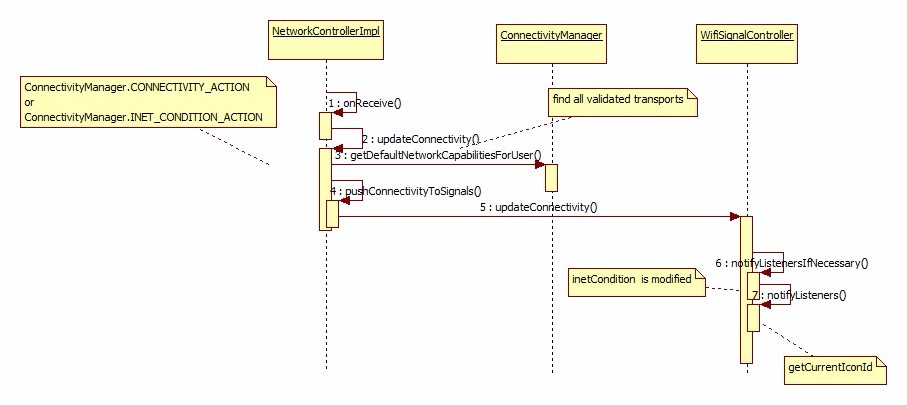 NetworkControllerImpl
ConnectivityManager
WifiSignalController
ConnectivityManager.CONNECTIVITY_ACTION
or
ConnectivityManager.INET_CONDITION_ACTION
1 : onReceive()
find all validated transports
2 : updateConnectivity()
3 : getDefaultNetworkCapabilitiesForUser()
4 : pushConnectivityToSignals()
5 : updateConnectivity()
6 : notifyListenersIfNecessary()
inetCondition is modified
7 : notifyListeners()
getCurrentIconId